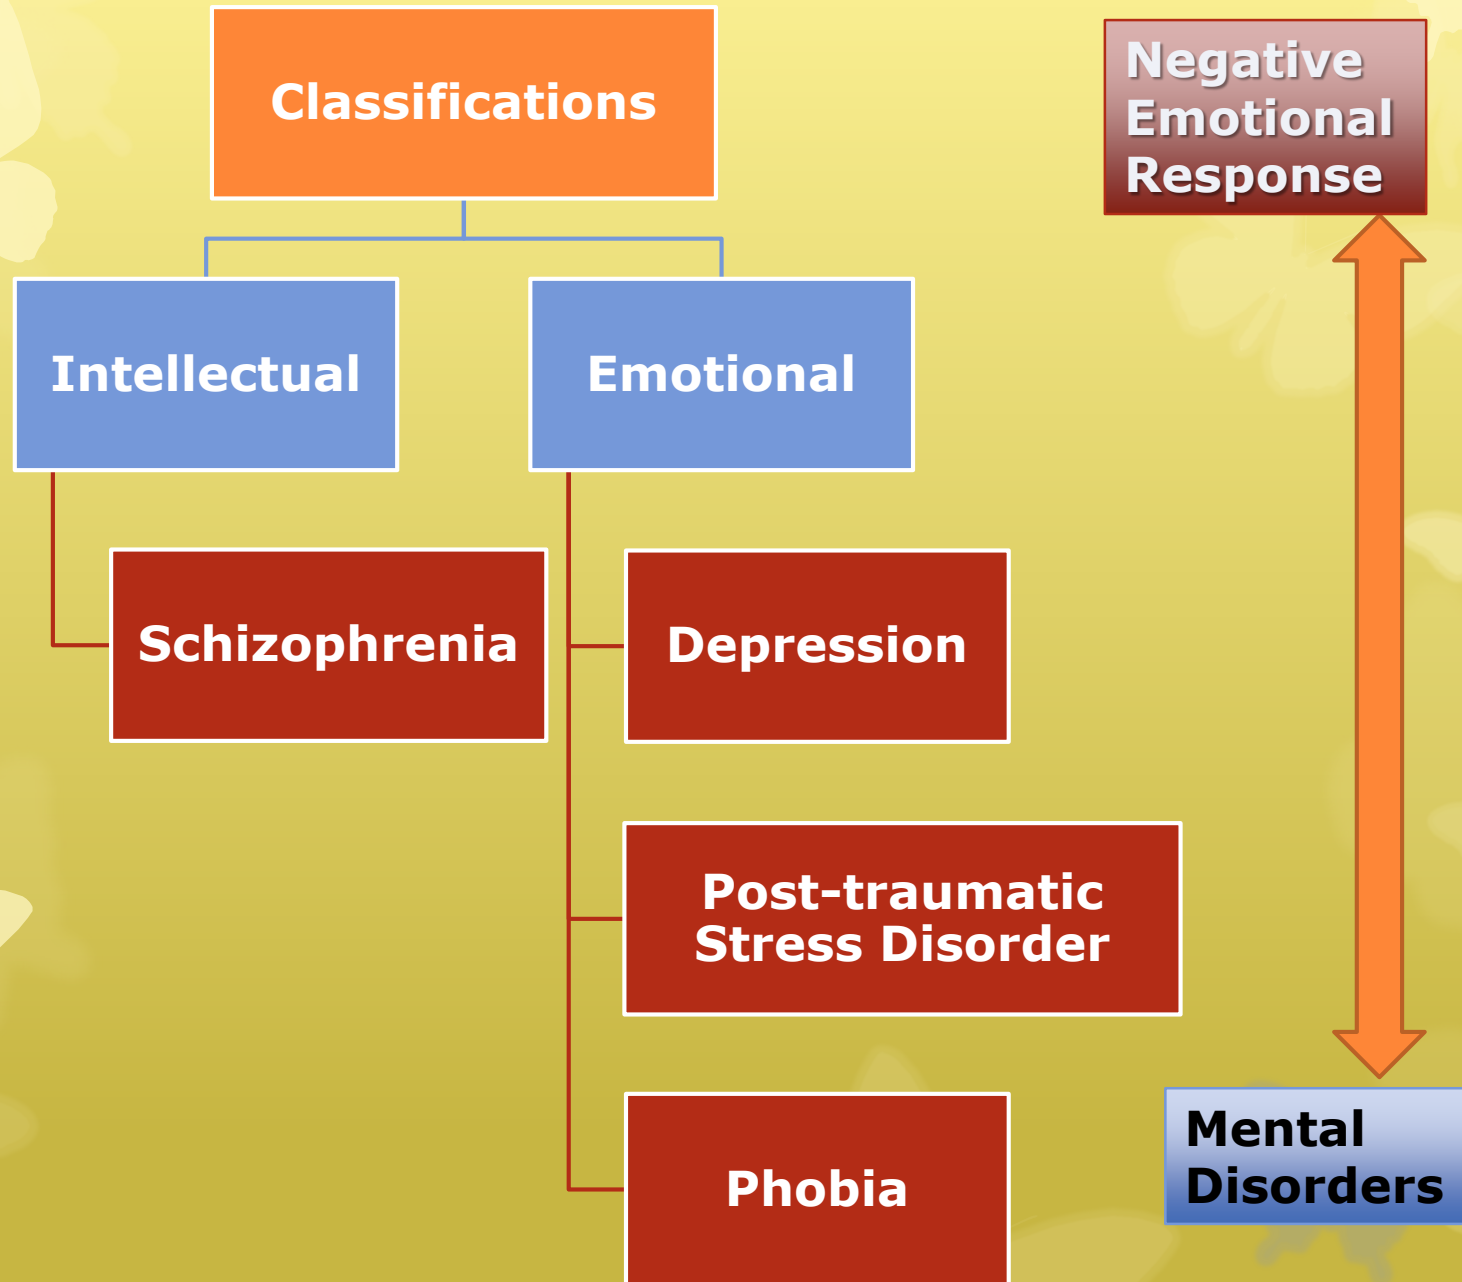 Classifications
Negative
Emotional
Response
Intellectual
Emotional
Schizophrenia
Depression
Post-traumatic
Stress Disorder
Phobia
Mental
Disorders